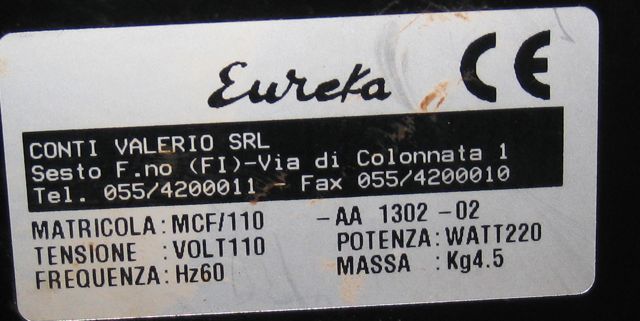 Eureka CE
CONTI VALERIO SRL
Sesto F.no (FI)-Via di Colonnata 1
Tel. 055/4200011 - Fax 055/4200010
MATRICOLA: MCF/110 -AA 1302 -02
TENSIONE : VOLT110 POTENZA: WATT220
FREQUENZA: Hz60 MASSA : Kg4.5